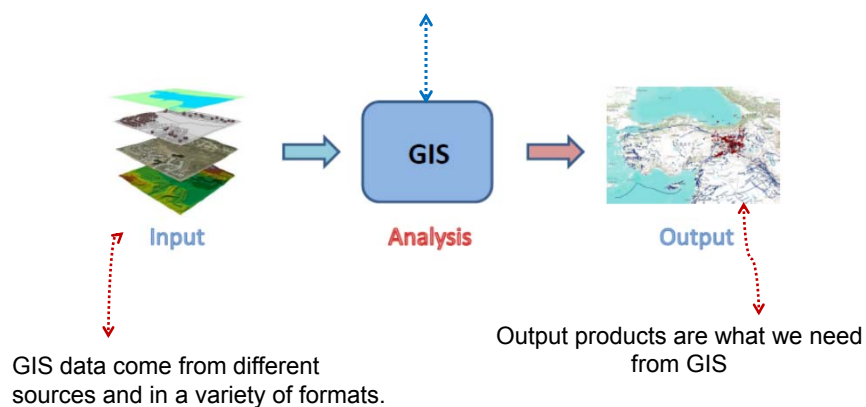 GIS
Input
Analysis
Output
GIS data come from different
sources and in a variety of formats.
Output products are what we need
from GIS